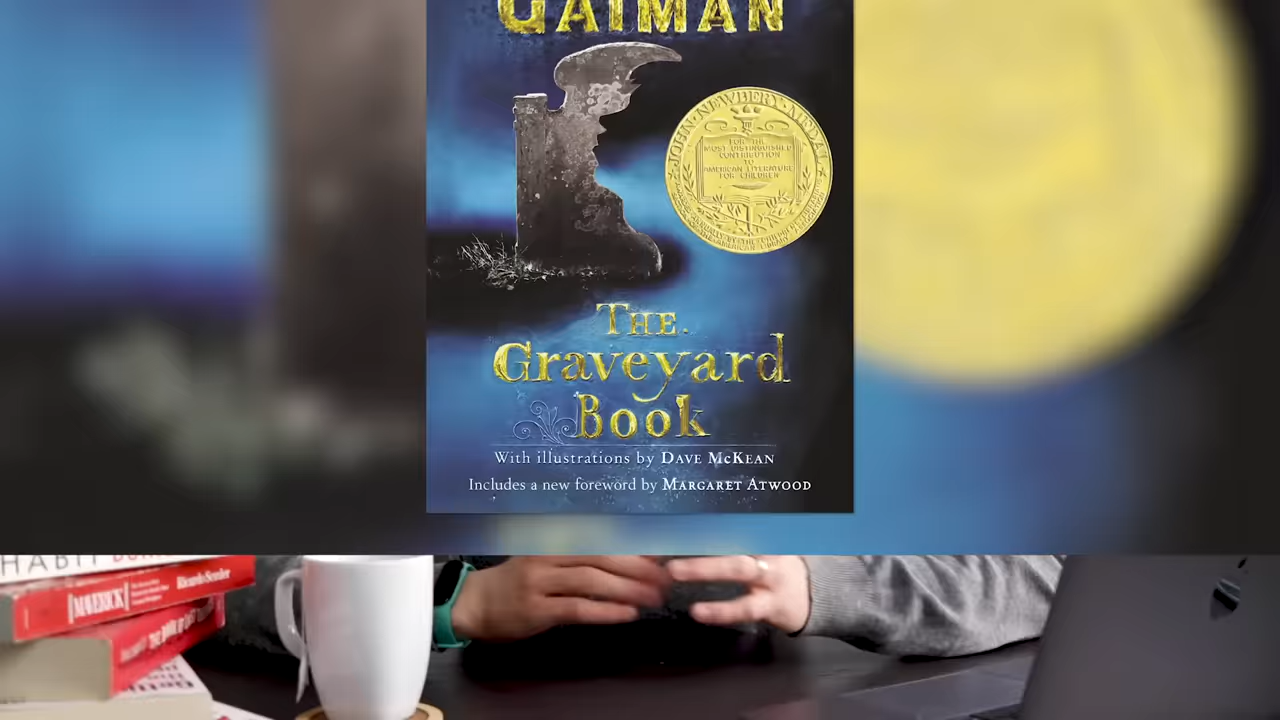 GAIMAN
JOHN·NEWBERY·MEDAL
FOR THE
MOST DISTINGUISHED
CONTRIBUTION
TO
AMERICAN LITERATURE
FOR CHILDREN
The
Graveyard
Book
With illustrations by Dave McKean
Includes a new foreword by Margaret Atwood
HABIT
MAVERICK
Ricardo Semler